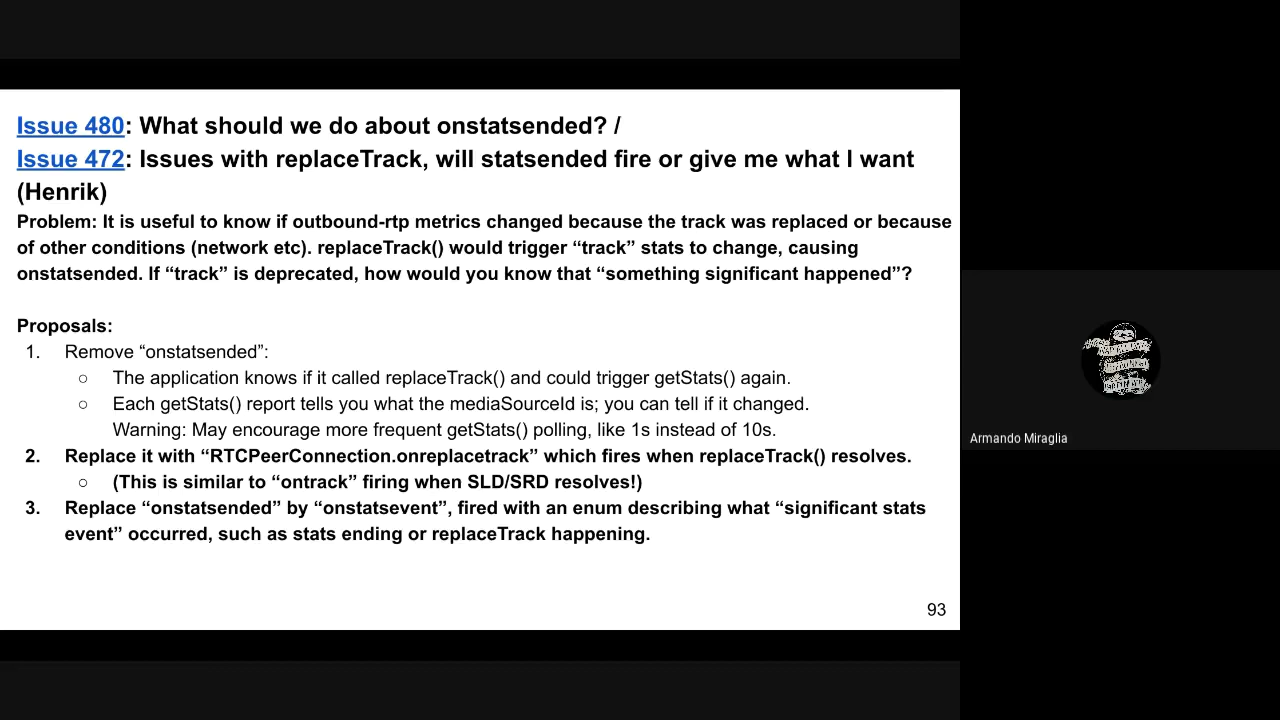 Issue 480: What should we do about onstatsended? /
Issue 472: Issues with replaceTrack, will statsended fire or give me what I want
(Henrik)
Problem: It is useful to know if outbound-rtp metrics changed because the track was replaced or because
of other conditions (network etc). replaceTrack() would trigger “track” stats to change, causing
onstatsended. If “track” is deprecated, how would you know that “something significant happened”?
Proposals:
1. Remove “onstatsended”:
○ The application knows if it called replaceTrack() and could trigger getStats() again.
○ Each getStats() report tells you what the mediaSourceId is; you can tell if it changed.
Warning: May encourage more frequent getStats() polling, like 1s instead of 10s.
2. Replace it with “RTCPeerConnection.onreplacetrack” which fires when replaceTrack() resolves.
○ (This is similar to “ontrack” firing when SLD/SRD resolves!)
3. Replace “onstatsended” by “onstatsevent”, fired with an enum describing what “significant stats
event” occurred, such as stats ending or replaceTrack happening.
93
Armando Miraglia